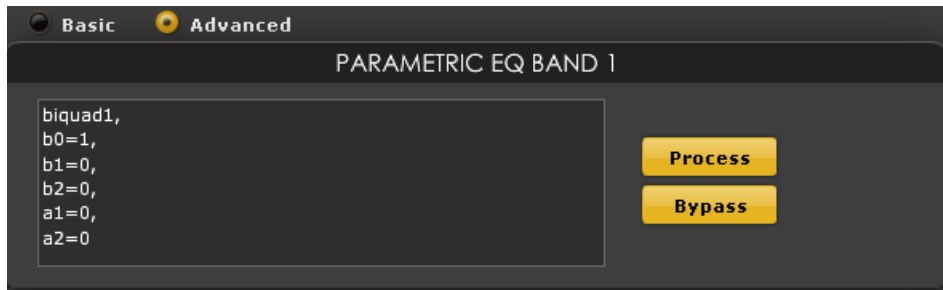 Basic Advanced
PARAMETRIC EQ BAND 1
biquad1,
b0=1,
b1=0,
b2=0,
a1=0,
a2=0
Process
Bypass